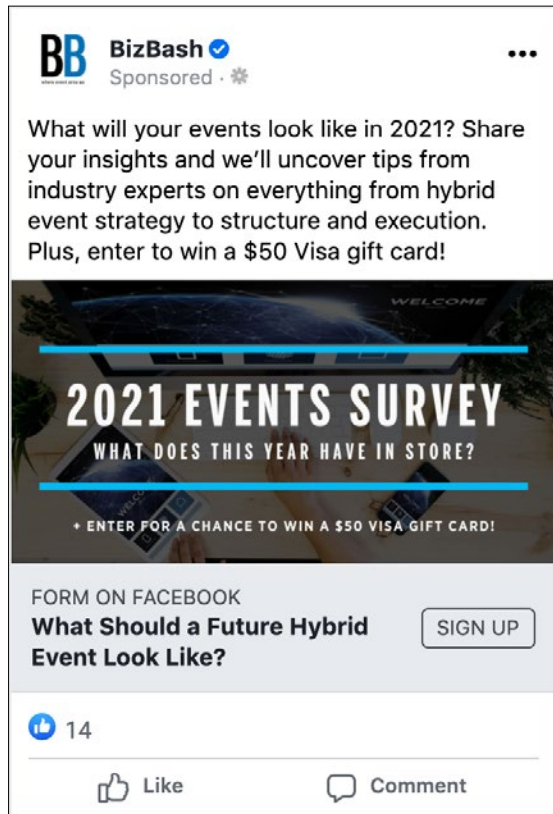 BB
BizBash
Sponsored ·
What will your events look like in 2021? Share
your insights and we’ll uncover tips from
industry experts on everything from hybrid
event strategy to structure and execution.
Plus, enter to win a $50 Visa gift card!
WELCOME
2021 EVENTS SURVEY
WHAT DOES THIS YEAR HAVE IN STORE?
+ ENTER FOR A CHANCE TO WIN A $50 VISA GIFT CARD!
FORM ON FACEBOOK
What Should a Future Hybrid
Event Look Like?
SIGN UP
14
Like
Comment